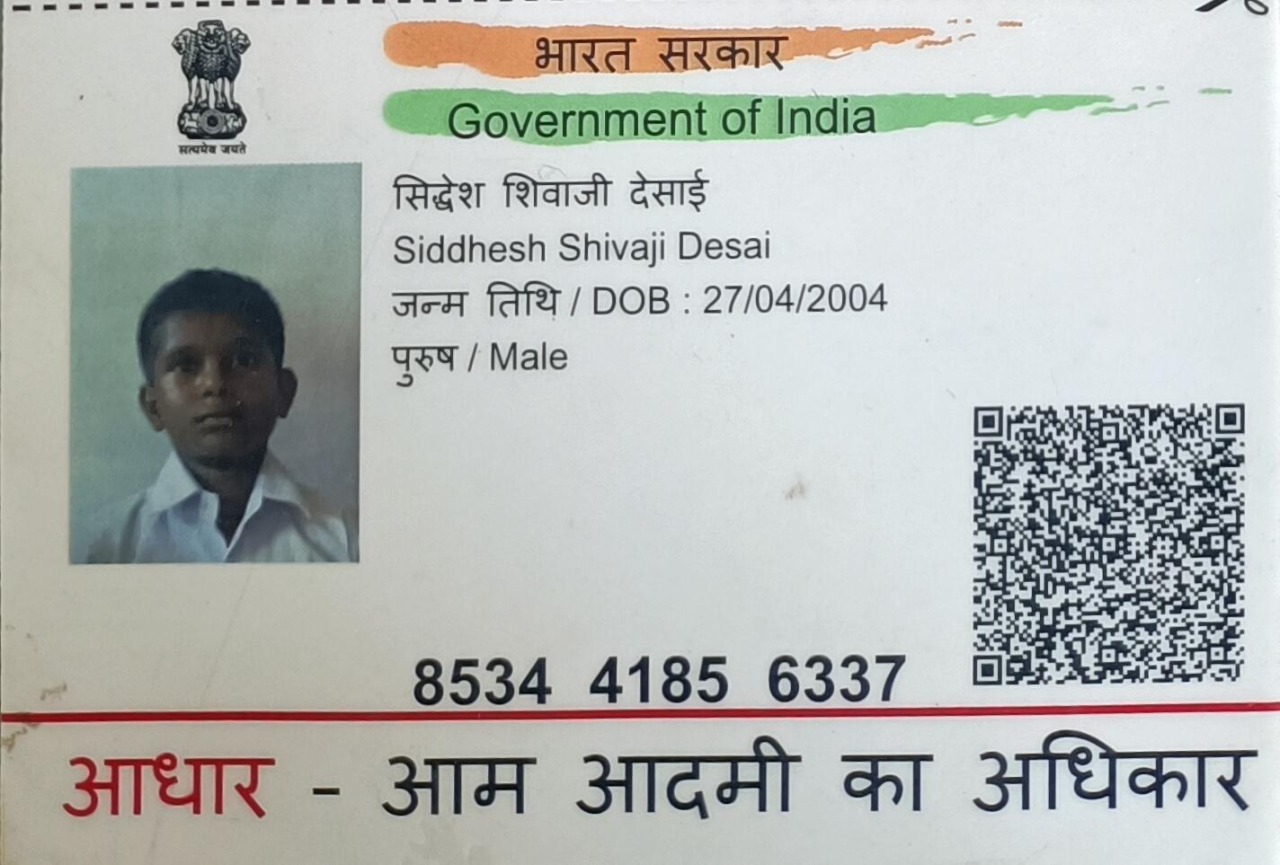 भारत सरकार
Government of India
सत्यमेव जयते
सिद्धेश शिवाजी देसाई
Siddhesh Shivaji Desai
जन्म तिथि / DOB : 27/04/2004
पुरुष / Male
8534 4185 6337
आधार - आम आदमी का अधिकार